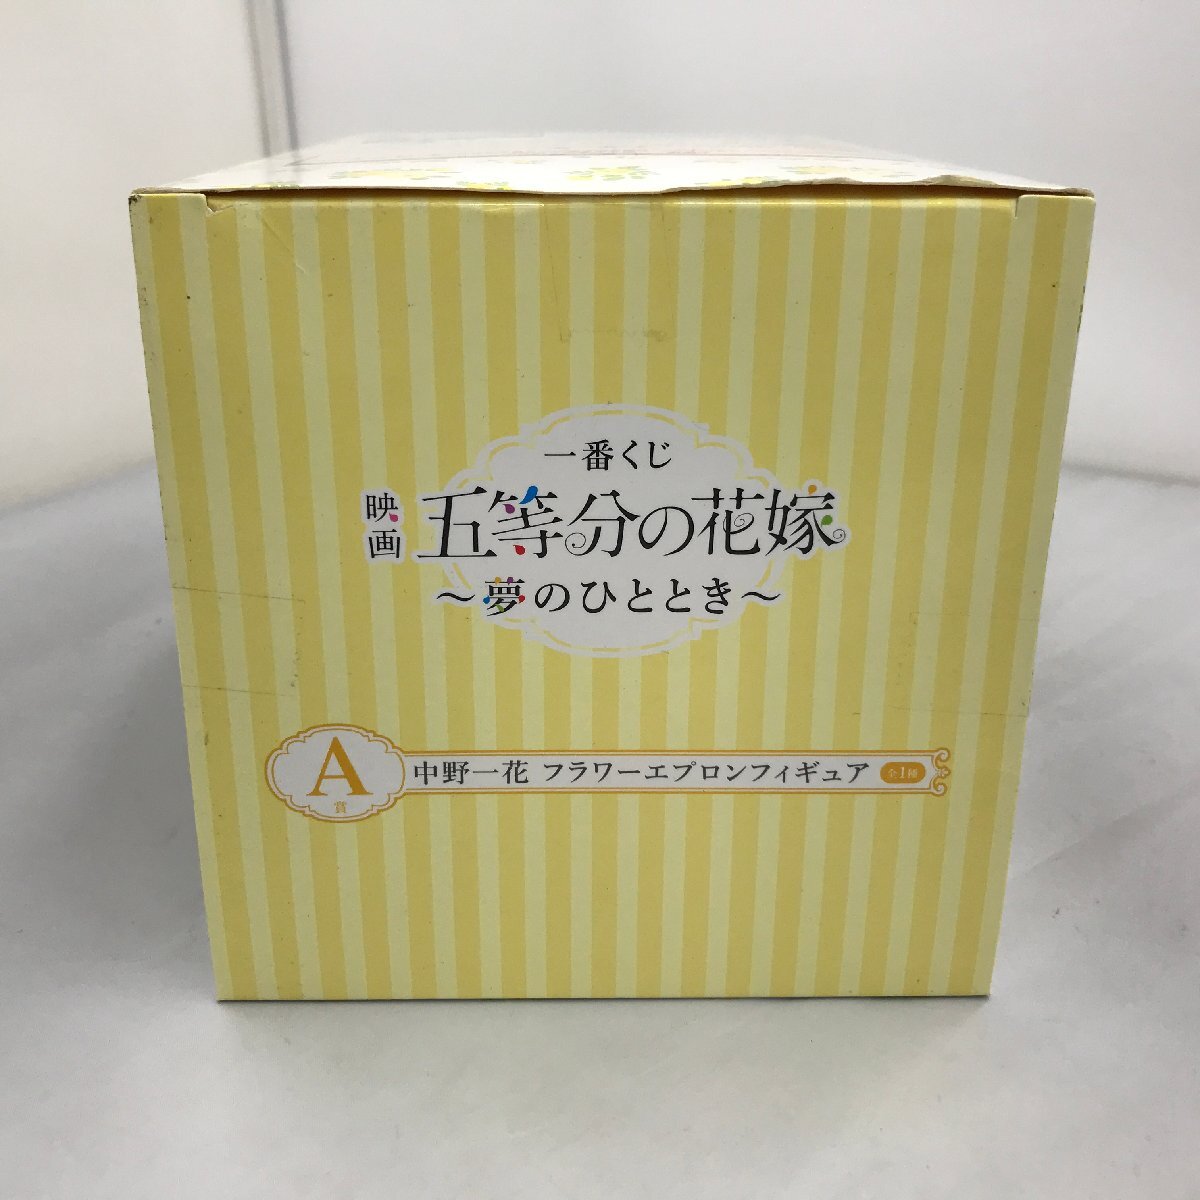 一番くじ
映画
五等分の花嫁
～夢のひととき～
A賞 中野一花 フラワーエプロンフィギュア 全1種